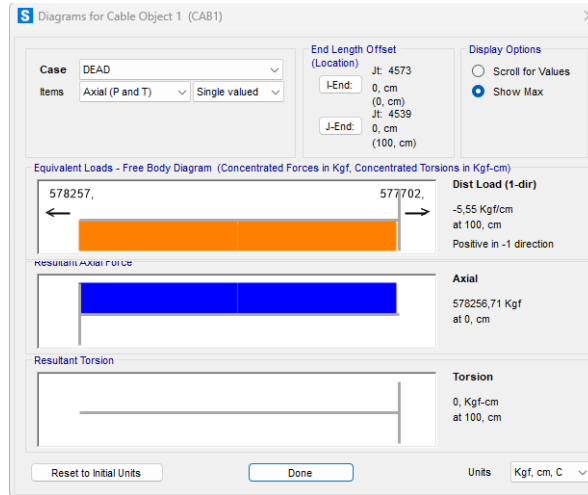 S Diagrams for Cable Object 1 (CAB1)
Case DEAD
Items Axial (P and T) Single valued
End Length Offset
(Location)
I-End:
Jt: 4573
0, cm
(0, cm)
J-End:
Jt: 4539
0, cm
(100, cm)
Display Options
Scroll for Values
Show Max
Equivalent Loads - Free Body Diagram (Concentrated Forces in Kgf, Concentrated Torsions in Kgf-cm)
578257, 577702,
Dist Load (1-dir)
-5,55 Kgf/cm
at 100, cm
Positive in -1 direction
Resultant Axial Force
Axial
578256,71 Kgf
at 0, cm
Resultant Torsion
Torsion
0, Kgf-cm
at 100, cm
Reset to Initial Units Done Units Kgf, cm, C